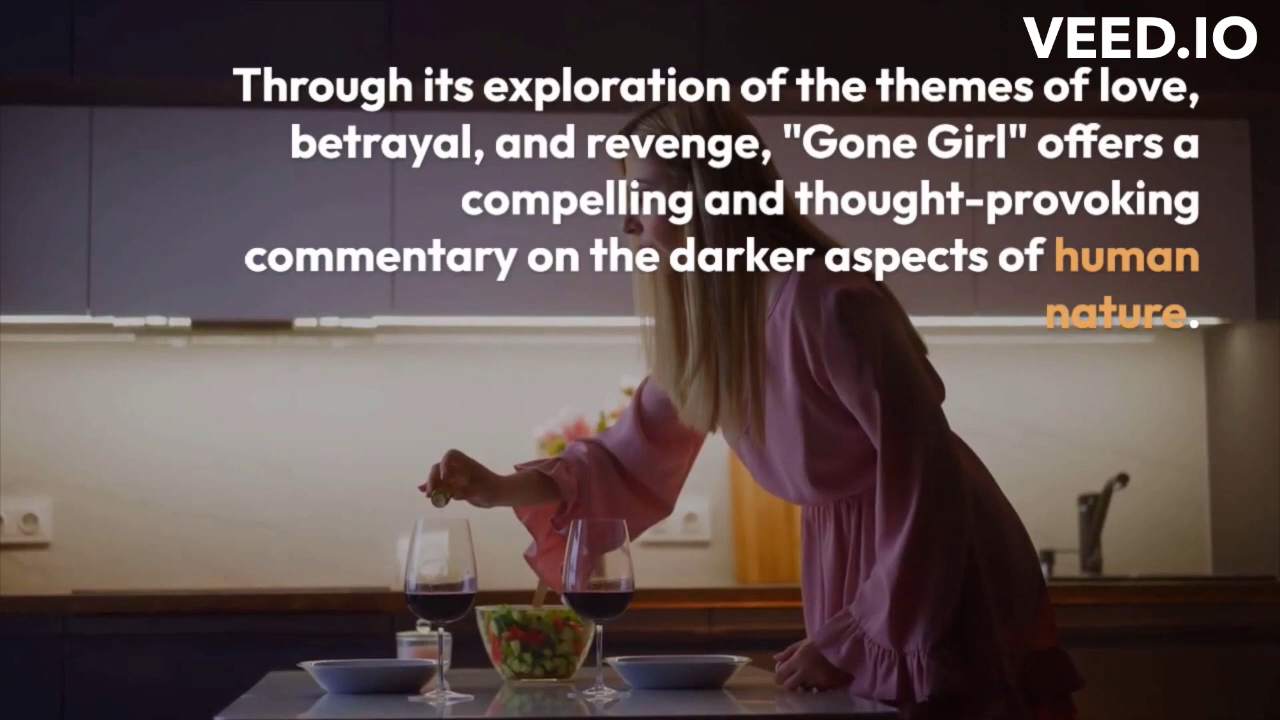 VEED.IO
Through its exploration of the themes of love,
betrayal, and revenge, "Gone Girl" offers a
compelling and thought-provoking
commentary on the darker aspects of human
nature.